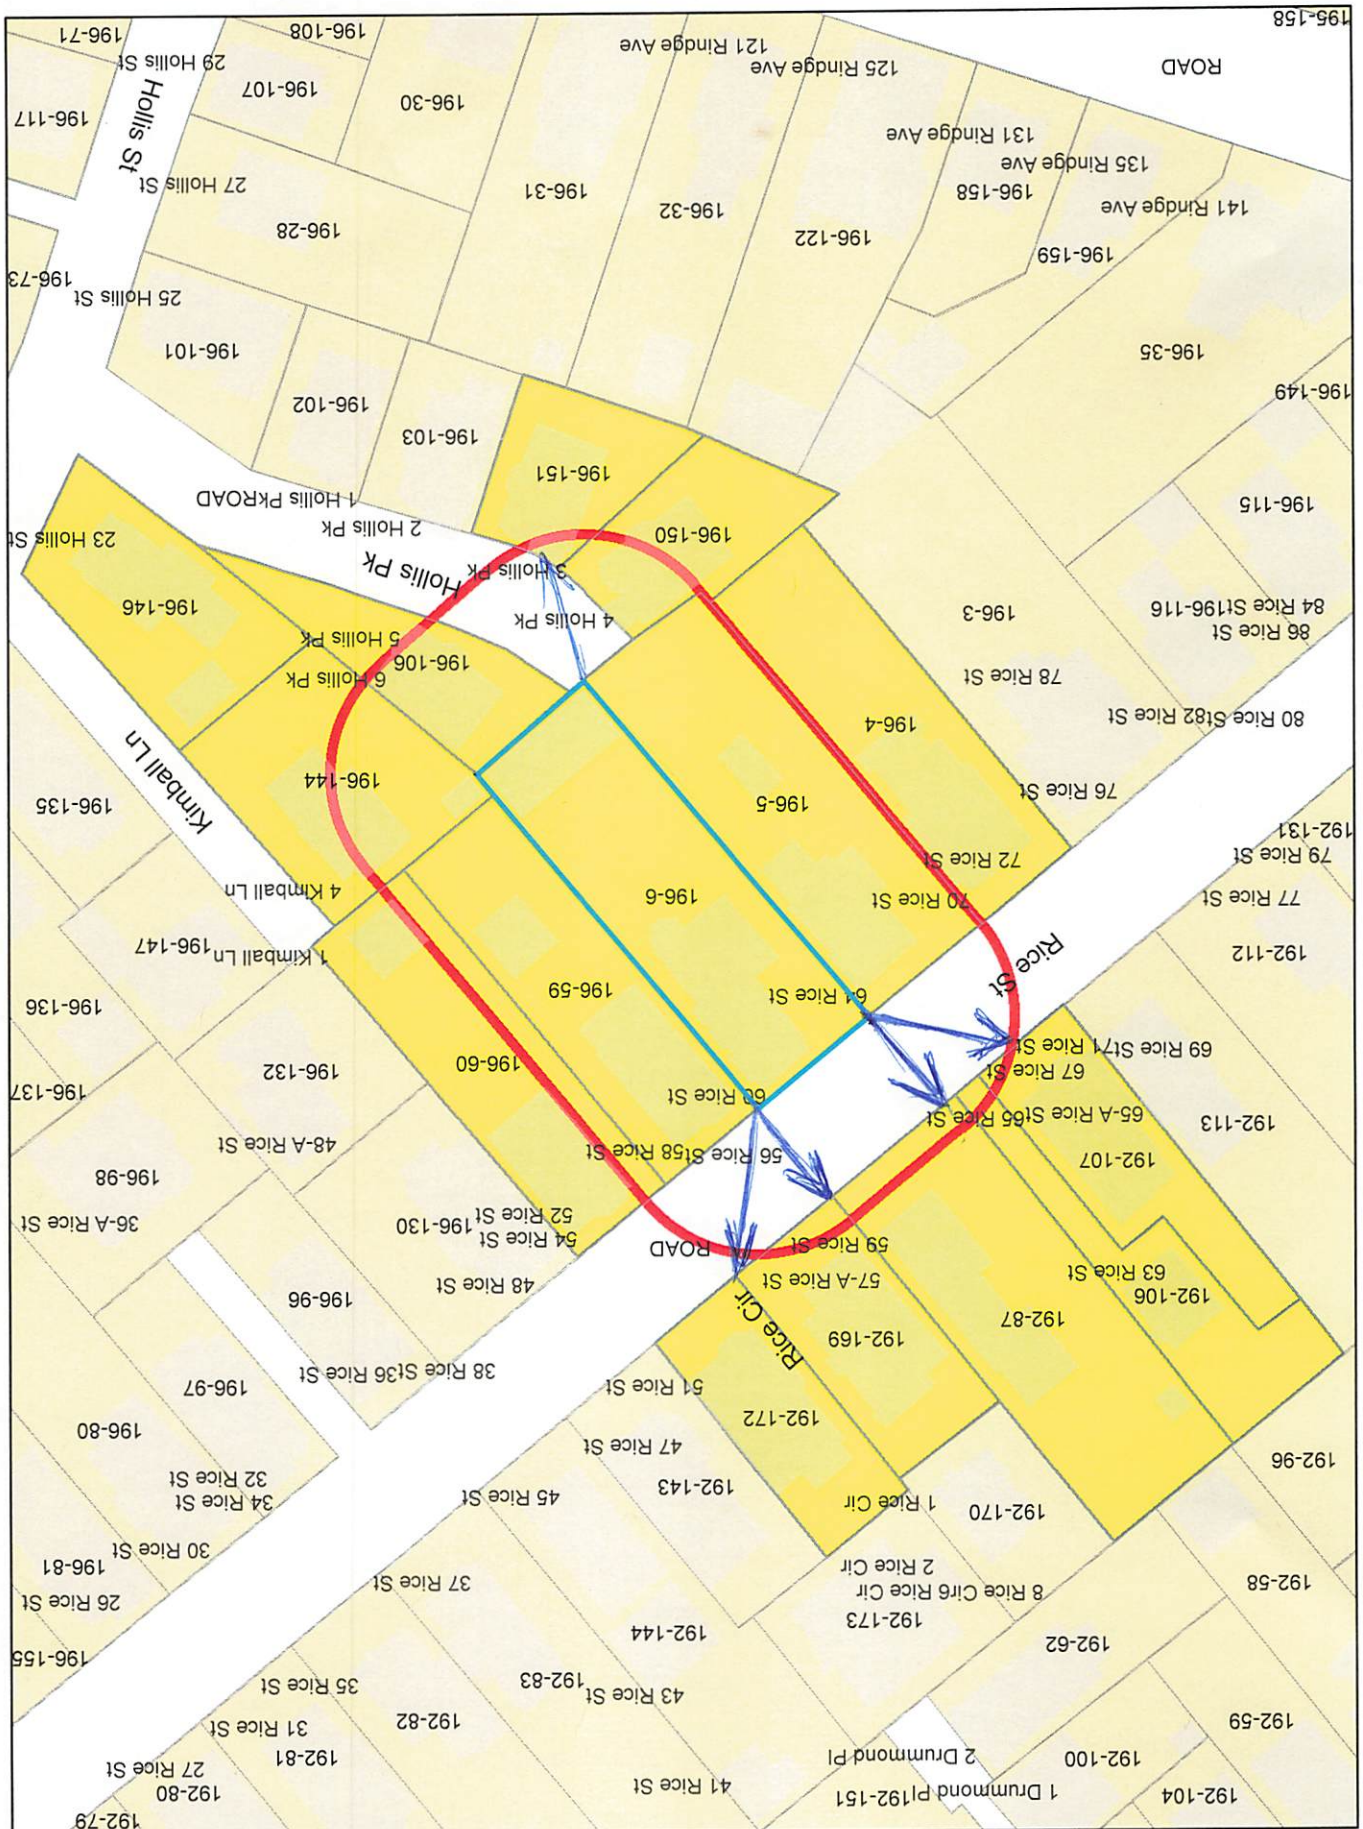 192-79
192-104
192-80
1 Drummond Pl
192-151
27 Rice St
41 Rice St
192-100
2 Drummond Pl
192-81
31 Rice St
192-59
192-82
43 Rice St
192-83
35 Rice St
196-155
192-62
192-144
192-173
8 Rice Cir
6 Rice Cir
26 Rice St
192-58
2 Rice Cir
37 Rice St
196-81
30 Rice St
192-170
1 Rice Cir
34 Rice St
45 Rice St
192-143
32 Rice St
192-96
47 Rice St
196-80
192-172
51 Rice St
196-97
38 Rice St
36 Rice St
192-169
Rice Cir
192-87
192-106
63 Rice St
57-A Rice St
48 Rice St
196-96
59 Rice St
ROAD
54 Rice St
52 Rice St
196-130
36-A Rice St
196-98
192-107
56 Rice St
58 Rice St
48-A Rice St
192-113
65-A Rice St
65 Rice St
60 Rice St
196-137
67 Rice St
196-132
196-60
69 Rice St
71 Rice St
196-136
64 Rice St
196-59
Rice St
192-112
1 Kimball Ln
196-147
77 Rice St
70 Rice St
196-6
4 Kimball Ln
79 Rice St
72 Rice St
192-131
196-5
196-135
76 Rice St
196-144
Kimball Ln
196-4
80 Rice St
82 Rice St
78 Rice St
6 Hollis Pk
196-106
5 Hollis Pk
86 Rice St
4 Hollis Pk
84 Rice St
196-116
196-3
196-146
3 Hollis Pk
Hollis Pk
196-150
23 Hollis St
2 Hollis Pk
196-115
1 Hollis Pk
ROAD
196-151
196-103
196-102
196-149
196-35
196-101
25 Hollis St
196-73
196-159
196-122
196-28
141 Rindge Ave
196-32
196-158
196-31
27 Hollis St
135 Rindge Ave
131 Rindge Ave
Hollis St
196-117
196-30
196-107
125 Rindge Ave
ROAD
29 Hollis St
121 Rindge Ave
196-71
196-108
195-158